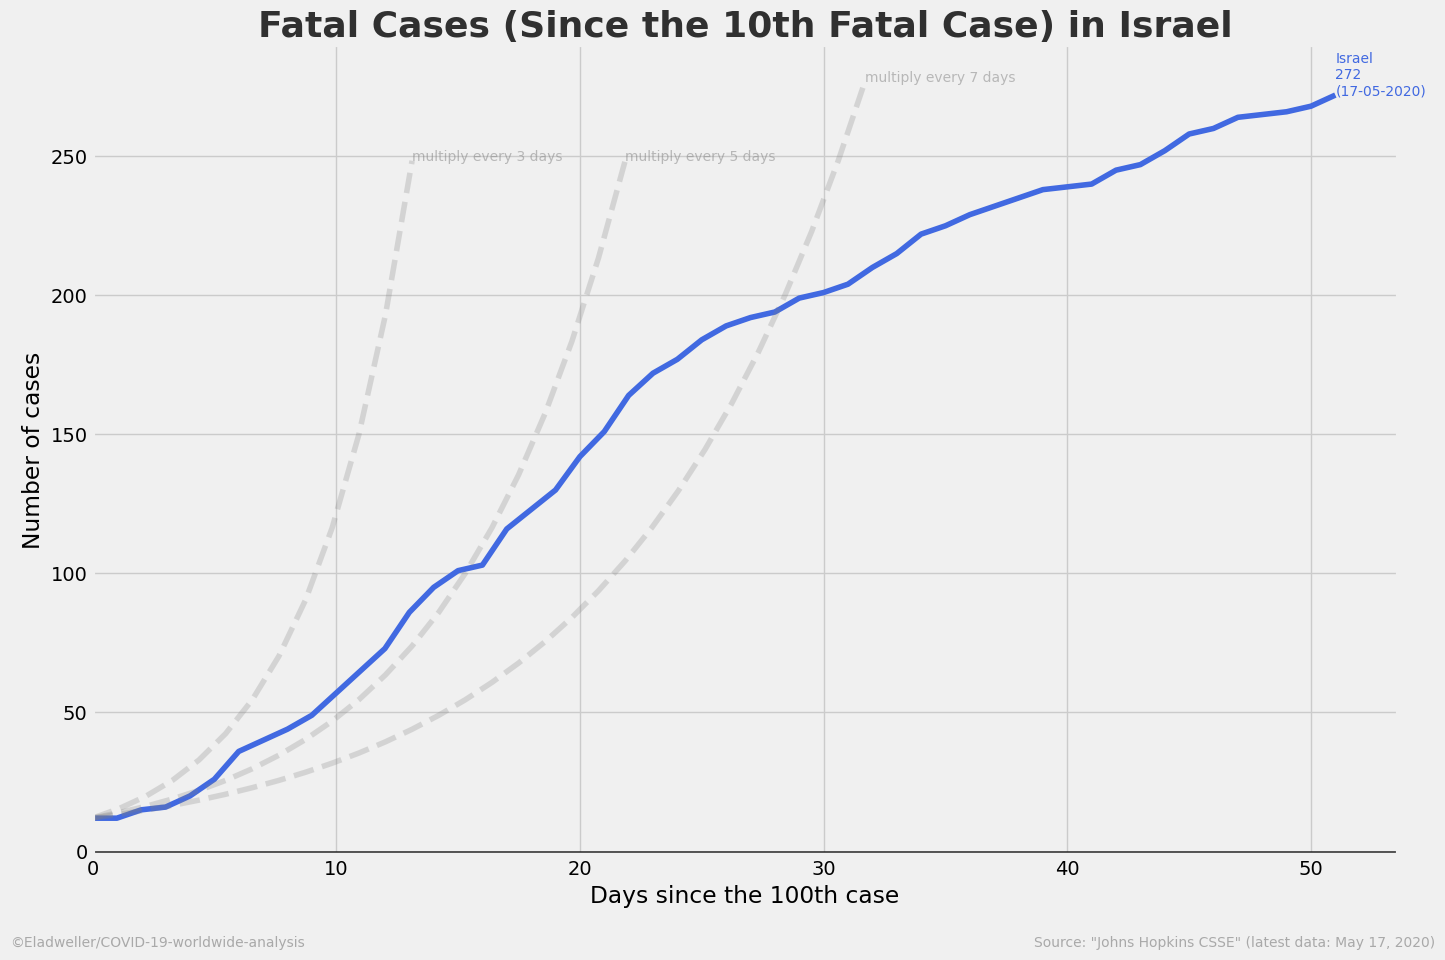 Fatal Cases (Since the 10th Fatal Case) in Israel
Israel
272
(17-05-2020)
multiply every 7 days
multiply every 3 days
multiply every 5 days
250
200
150
100
50
0
Number of cases
0 10 20 30 40 50
Days since the 100th case
©Eladweller/COVID-19-worldwide-analysis
Source: "Johns Hopkins CSSE" (latest data: May 17, 2020)